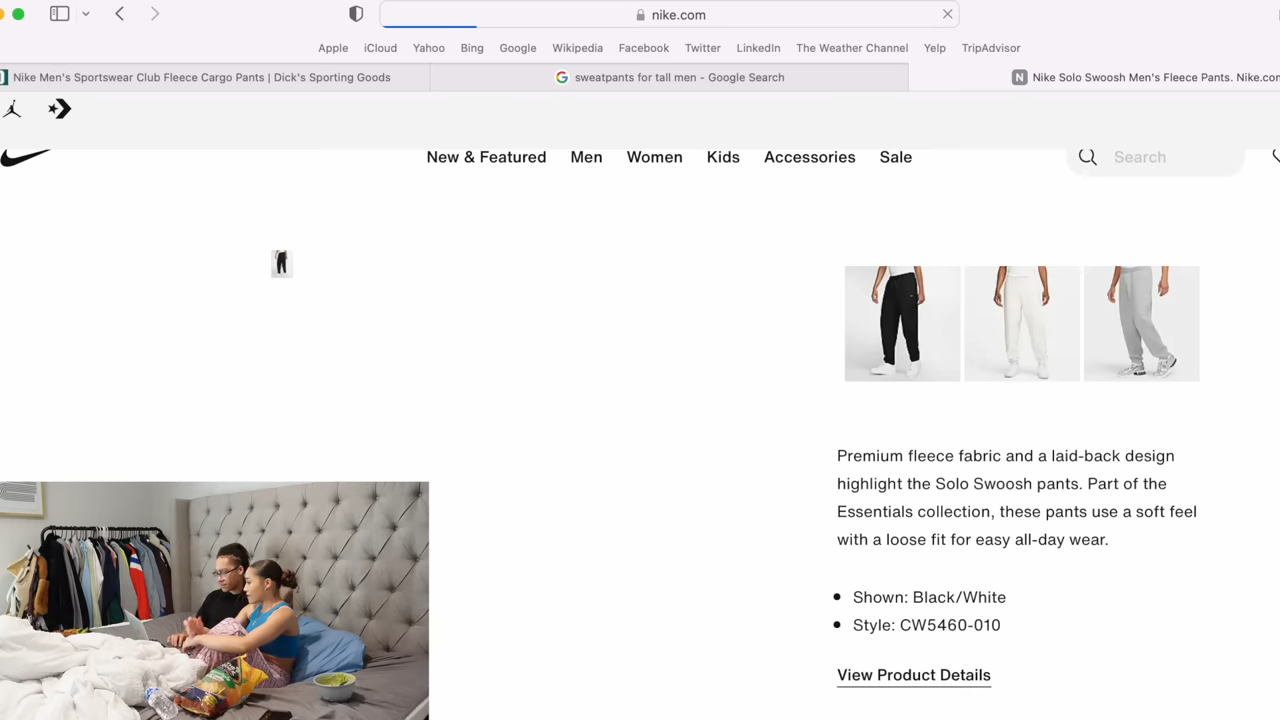 nike.com
Apple iCloud Yahoo Bing Google Wikipedia Facebook Twitter LinkedIn The Weather Channel Yelp TripAdvisor
Nike Men's Sportswear Club Fleece Cargo Pants | Dick's Sporting Goods
G sweatpants for tall men - Google Search
N Nike Solo Swoosh Men's Fleece Pants. Nike.com
New & Featured Men Women Kids Accessories Sale
Search
Premium fleece fabric and a laid-back design
highlight the Solo Swoosh pants. Part of the
Essentials collection, these pants use a soft feel
with a loose fit for easy all-day wear.
Shown: Black/White
Style: CW5460-010
View Product Details